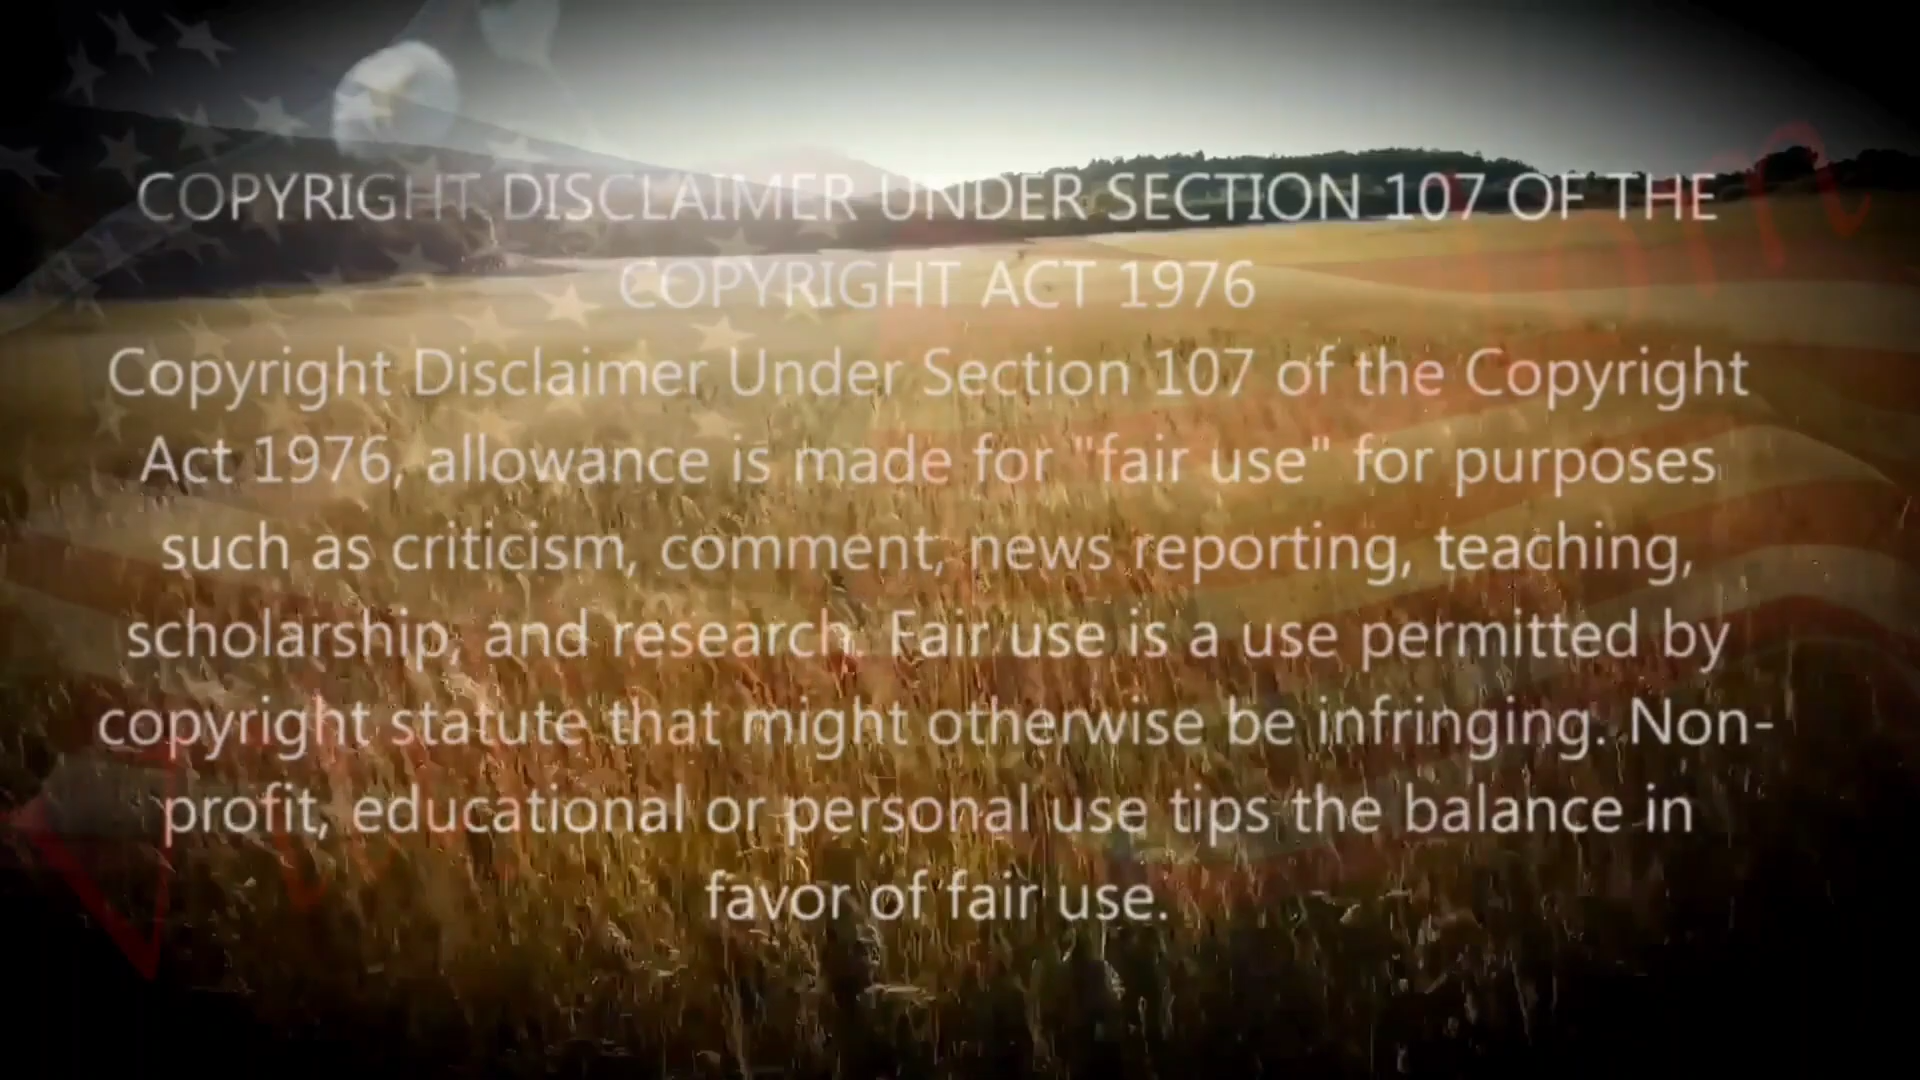 COPYRIGHT DISCLAIMER UNDER SECTION 107 OF THE
COPYRIGHT ACT 1976
Copyright Disclaimer Under Section 107 of the Copyright
Act 1976, allowance is made for "fair use" for purposes
such as criticism, comment, news reporting, teaching,
scholarship, and research. Fair use is a use permitted by
copyright statute that might otherwise be infringing. Non-
profit, educational or personal use tips the balance in
favor of fair use.